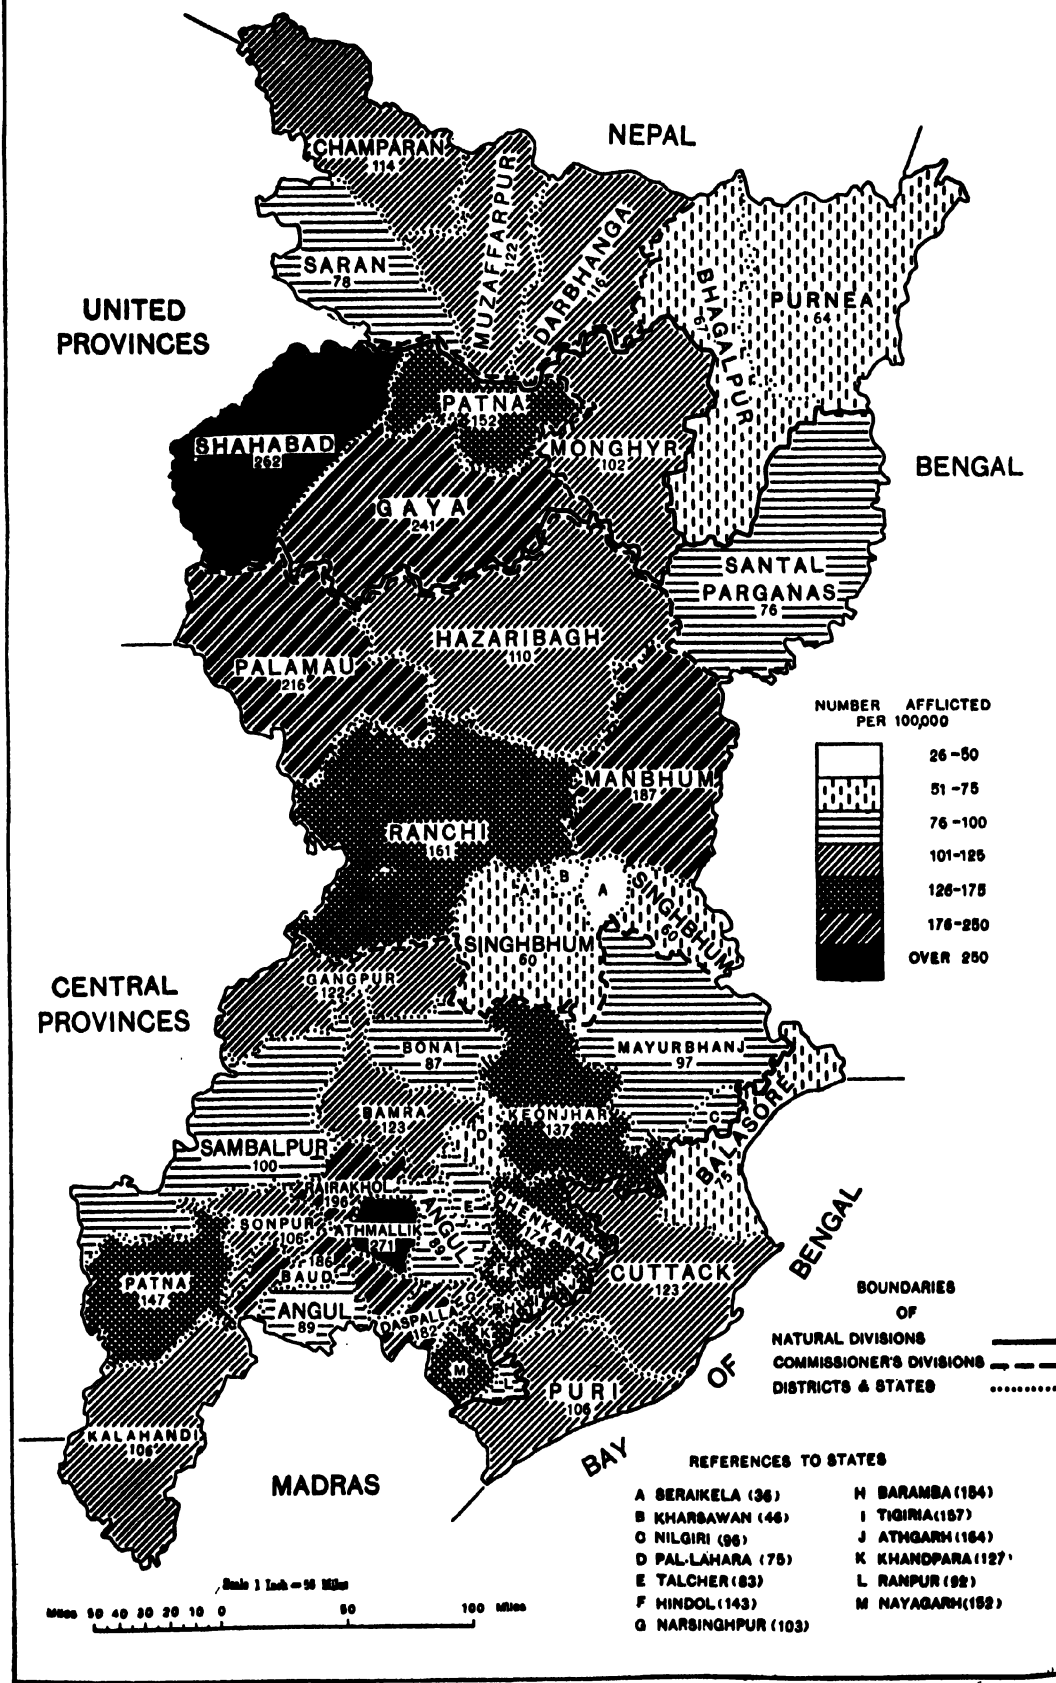 NEPAL
CHAMPARAN
114
MUZAFFARPUR
122
DARBHANGA
116
SARAN
78
BHAGALPUR
67
PURNEA
64
UNITED
PROVINCES
PATNA
152
SHAHABAD
262
MONGHYR
102
BENGAL
GAYA
241
SANTAL
PARGANAS
76
HAZARIBAGH
110
PALAMAU
216
NUMBER AFFLICTED
PER 100,000
26-50
51-75
76-100
101-125
126-175
176-250
OVER 250
MANBHUM
187
RANCHI
161
A
B
A
SINGHBHUM
60
SINGHBHUM
60
CENTRAL
PROVINCES
GANGPUR
122
BONAI
87
MAYURBHANJ
97
BAMRA
123
D
KEONJHAR
137
C
BALASORE
75
SAMBALPUR
100
RAIRAKHOL
196
ATHMALLIK
271
ANGUL
89
E
DHENKANAL
174
SONPUR
106
186
BAUD
PATNA
147
ANGUL
89
DASPALLA
182
F
G
H
I
J
K
L
M
CUTTACK
123
PURI
106
KALAHANDI
106
BAY OF BENGAL
MADRAS
BOUNDARIES
OF
NATURAL DIVISIONS
COMMISSIONER'S DIVISIONS
DISTRICTS & STATES
REFERENCES TO STATES
A SERAIKELA (36)
B KHARSAWAN (46)
C NILGIRI (96)
D PAL-LAHARA (75)
E TALCHER (83)
F HINDOL (143)
G NARSINGHPUR (103)
H BARAMBA (154)
I TIGIRIA (157)
J ATHGARH (164)
K KHANDPARA (127)
L RANPUR (92)
M NAYAGARH (152)
Scale 1 Inch = 56 Miles
Miles 50 40 30 20 10 0 50 100 Miles